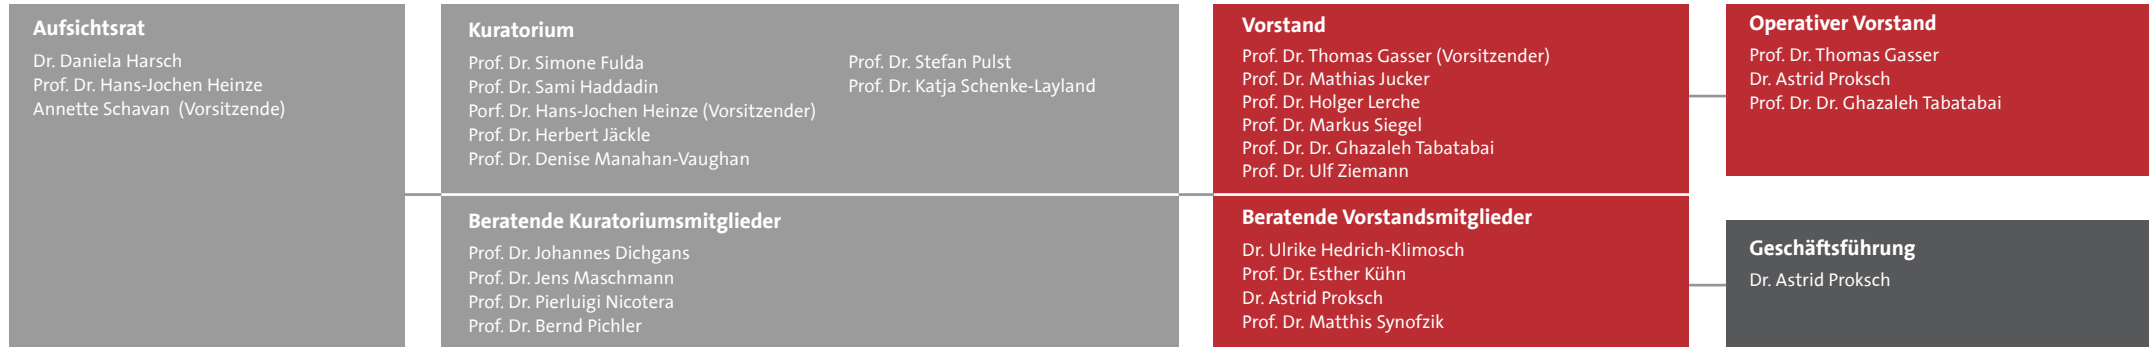 Aufsichtsrat
Dr. Daniela Harsch
Prof. Dr. Hans-Jochen Heinze
Annette Schavan (Vorsitzende)
Kuratorium
Prof. Dr. Simone Fulda
Prof. Dr. Sami Haddadin
Porf. Dr. Hans-Jochen Heinze (Vorsitzender)
Prof. Dr. Herbert Jäckle
Prof. Dr. Denise Manahan-Vaughan
Prof. Dr. Stefan Pulst
Prof. Dr. Katja Schenke-Layland
Beratende Kuratoriumsmitglieder
Prof. Dr. Johannes Dichgans
Prof. Dr. Jens Maschmann
Prof. Dr. Pierluigi Nicotera
Prof. Dr. Bernd Pichler
Vorstand
Prof. Dr. Thomas Gasser (Vorsitzender)
Prof. Dr. Mathias Jucker
Prof. Dr. Holger Lerche
Prof. Dr. Markus Siegel
Prof. Dr. Dr. Ghazaleh Tabatabai
Prof. Dr. Ulf Ziemann
Beratende Vorstandsmitglieder
Dr. Ulrike Hedrich-Klimosch
Prof. Dr. Esther Kühn
Dr. Astrid Proksch
Prof. Dr. Matthis Synofzik
Operativer Vorstand
Prof. Dr. Thomas Gasser
Dr. Astrid Proksch
Prof. Dr. Dr. Ghazaleh Tabatabai
Geschäftsführung
Dr. Astrid Proksch